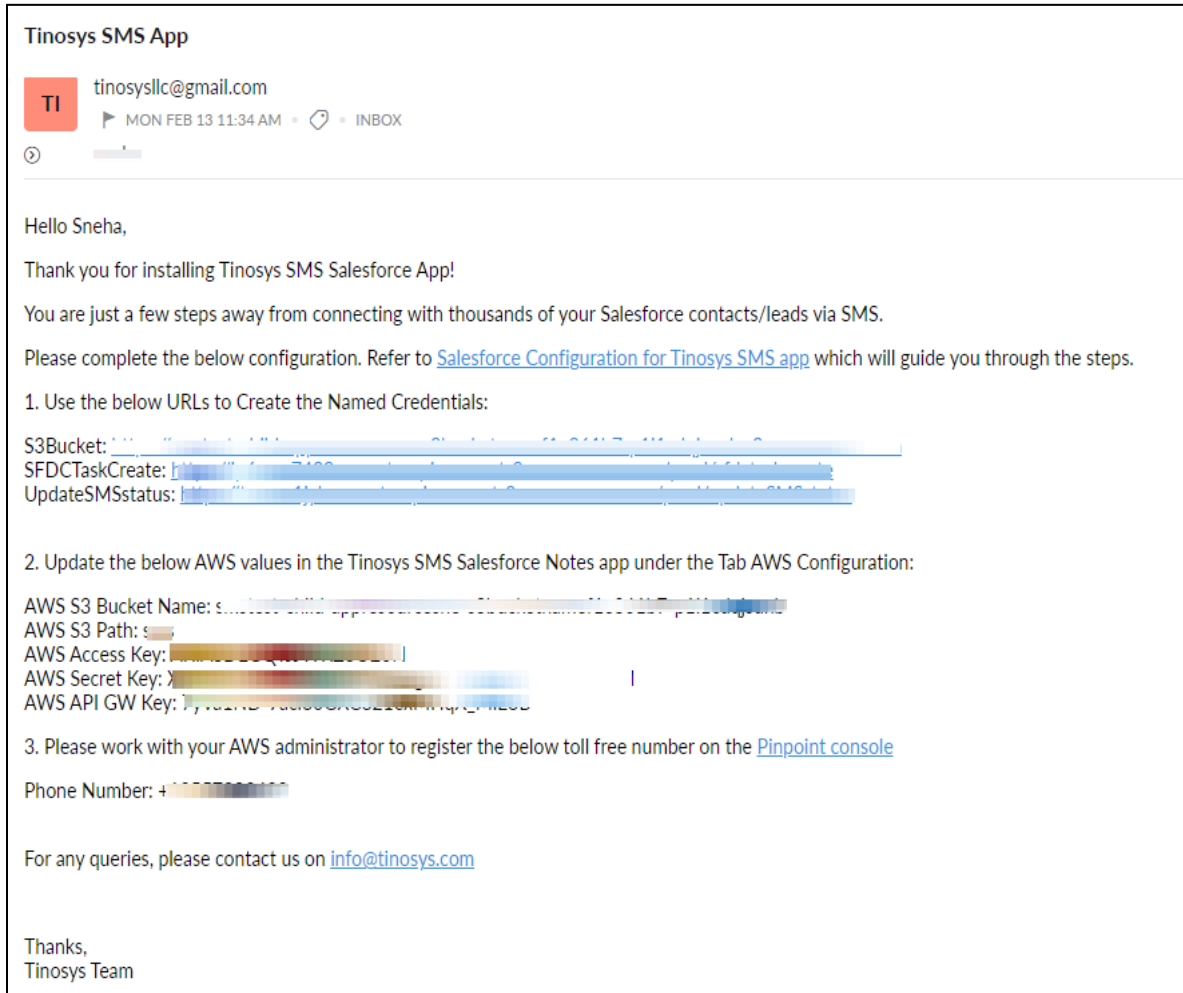 Tinosys SMS App
TI
tinosysllc@gmail.com
MON FEB 13 11:34 AM • INBOX
Hello Sneha,
Thank you for installing Tinosys SMS Salesforce App!
You are just a few steps away from connecting with thousands of your Salesforce contacts/leads via SMS.
Please complete the below configuration. Refer to Salesforce Configuration for Tinosys SMS app which will guide you through the steps.
1. Use the below URLs to Create the Named Credentials:
S3Bucket:
SFDCTaskCreate:
UpdateSMSstatus:
2. Update the below AWS values in the Tinosys SMS Salesforce Notes app under the Tab AWS Configuration:
AWS S3 Bucket Name:
AWS S3 Path:
AWS Access Key:
AWS Secret Key:
AWS API GW Key:
3. Please work with your AWS administrator to register the below toll free number on the Pinpoint console
Phone Number:
For any queries, please contact us on info@tinosys.com
Thanks,
Tinosys Team